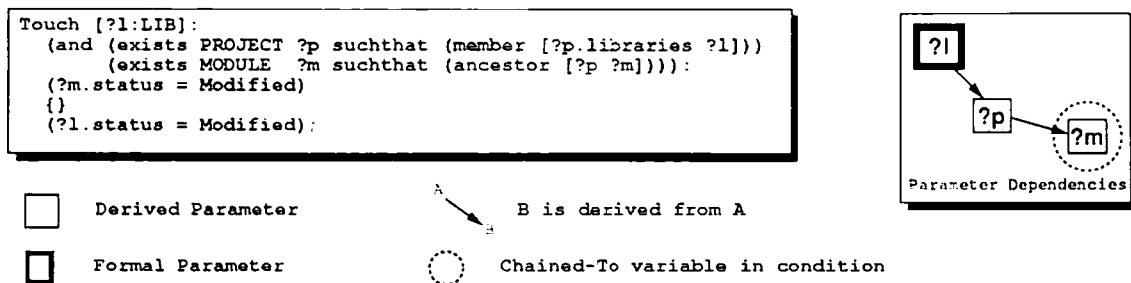 Touch [?l:LIB]:
(and (exists PROJECT ?p suchthat (member [?p.libraries ?l]))
(exists MODULE ?m suchthat (ancestor [?p ?m]))):
(?m.status = Modified)
{}
(?l.status = Modified);
?l
?p
?m
Parameter Dependencies
Derived Parameter
A
B
B is derived from A
Formal Parameter
Chained-To variable in condition